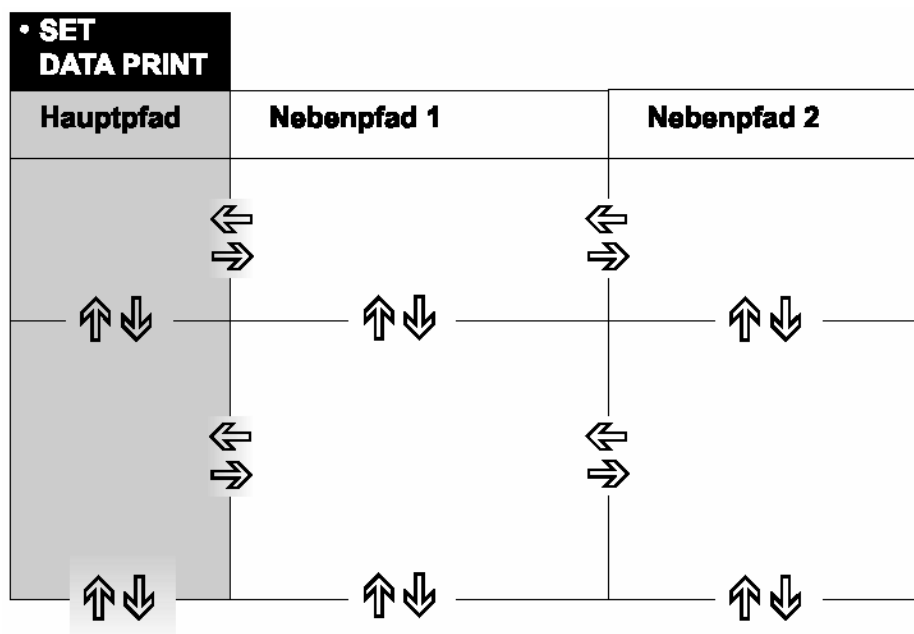 • SET
DATA PRINT
Hauptpfad
Nebenpfad 1
Nebenpfad 2